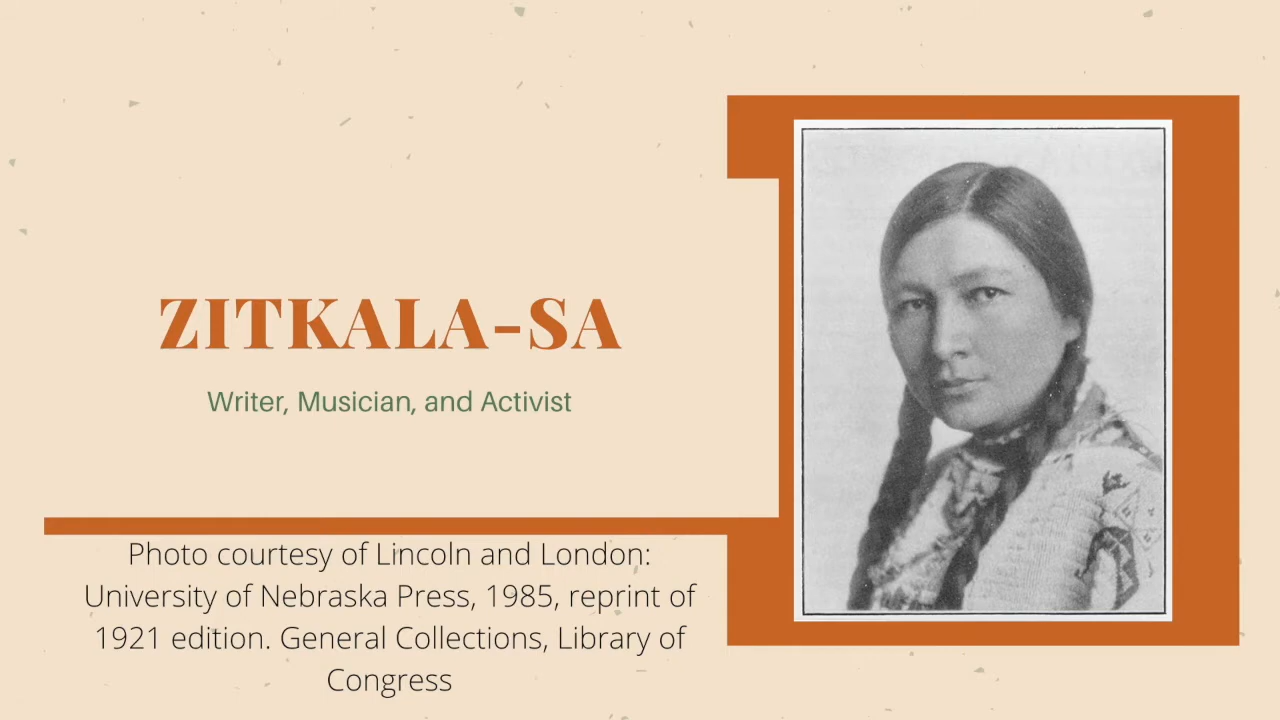 ZITKALA-SA
Writer, Musician, and Activist
Photo courtesy of Lincoln and London:
University of Nebraska Press, 1985, reprint of
1921 edition. General Collections, Library of
Congress